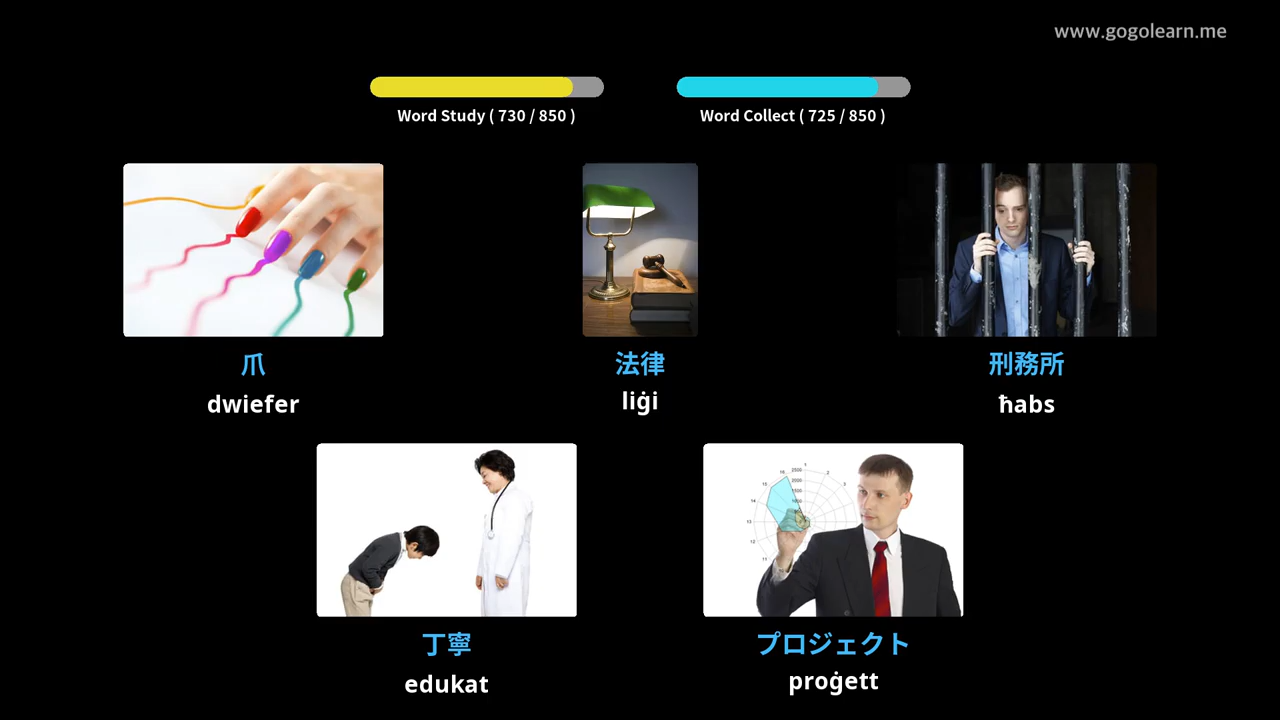 www.gogolearn.me
Word Study ( 730 / 850 )
Word Collect ( 725 / 850 )
爪
dwiefer
法律
liġi
刑務所
ħabs
丁寧
edukat
プロジェクト
proġett